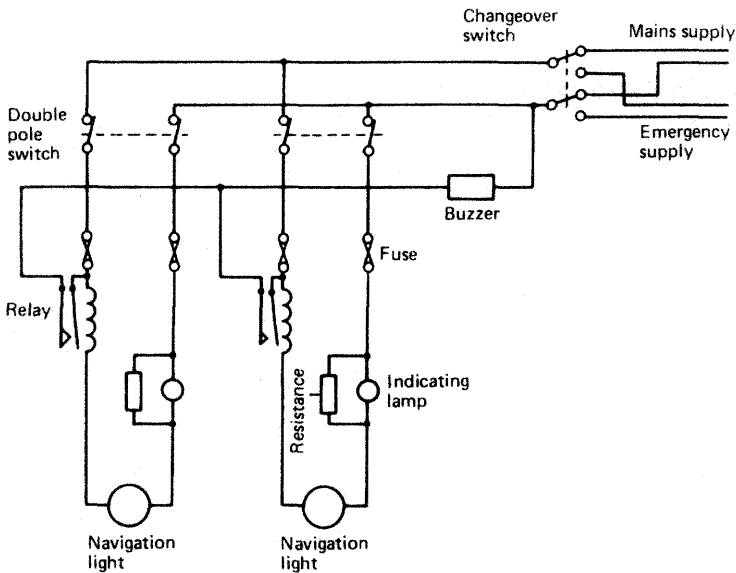 Changeover
switch
Mains supply
Double
pole
switch
Emergency
supply
Buzzer
Fuse
Relay
Resistance
Indicating
lamp
Navigation
light
Navigation
light